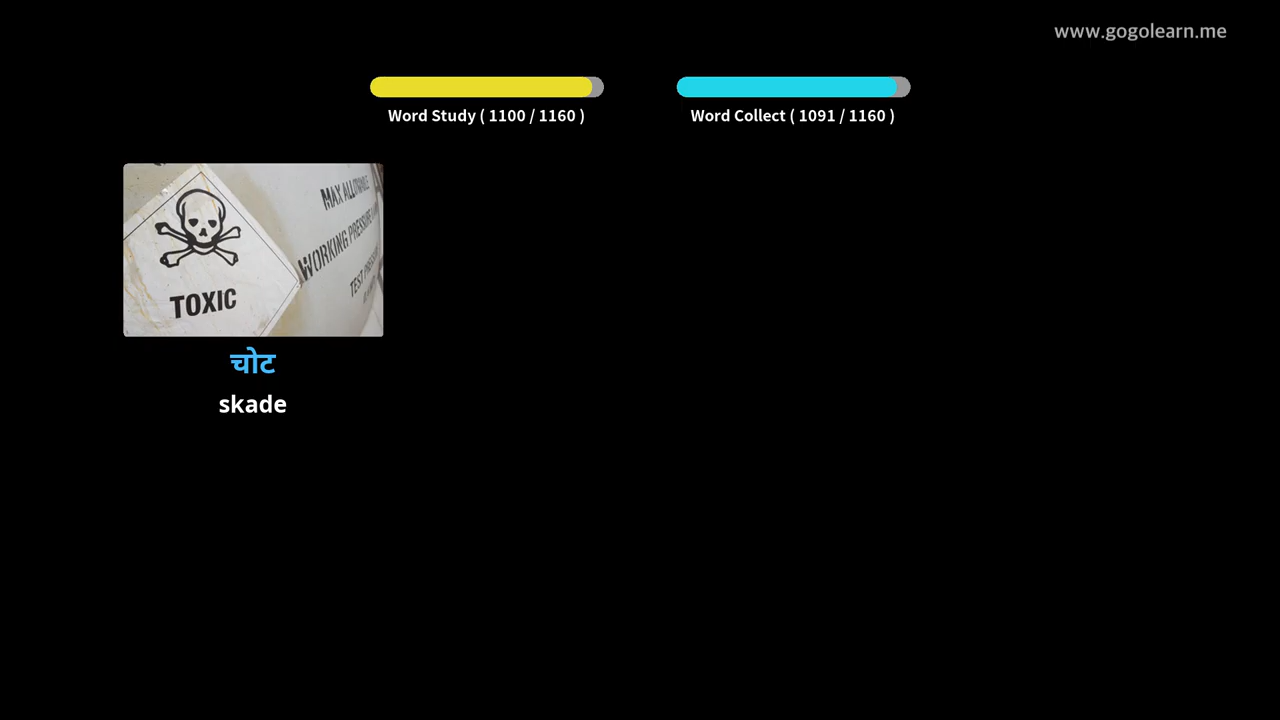 www.gogolearn.me
Word Study ( 1100 / 1160 )
Word Collect ( 1091 / 1160 )
MAX ALLOWABLE
WORKING PRESSURE
TEST
TOXIC
चोट
skade